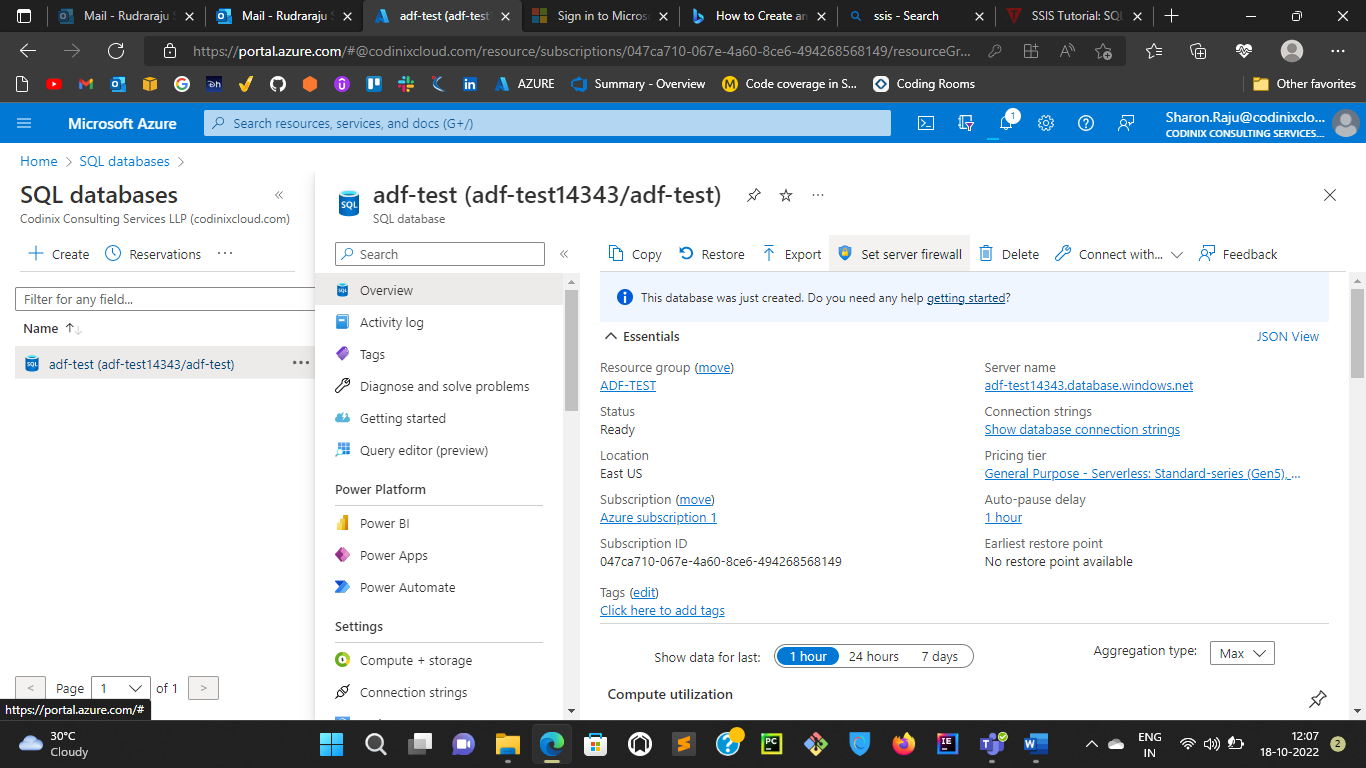 Mail - Rudraraju S
Mail - Rudraraju S
adf-test (adf-test
Sign in to Micros
How to Create an
ssis - Search
SSIS Tutorial: SQL
https://portal.azure.com/#@codinixcloud.com/resource/subscriptions/047ca710-067e-4a60-8ce6-494268568149/resourceGr...
AZURE
Summary - Overview
Code coverage in S...
Coding Rooms
Other favorites
Microsoft Azure
Search resources, services, and docs (G+/)
1
Sharon.Raju@codinixclo...
CODINIX CONSULTING SERVICES...
Home > SQL databases >
SQL databases
Codinix Consulting Services LLP (codinixcloud.com)
Create
Reservations
Filter for any field...
Name
adf-test (adf-test14343/adf-test)
Page 1 of 1
https://portal.azure.com/#
adf-test (adf-test14343/adf-test)
SQL database
Search
Overview
Activity log
Tags
Diagnose and solve problems
Getting started
Query editor (preview)
Power Platform
Power BI
Power Apps
Power Automate
Settings
Compute + storage
Connection strings
Copy
Restore
Export
Set server firewall
Delete
Connect with...
Feedback
This database was just created. Do you need any help getting started?
Essentials
JSON View
Resource group (move)
ADF-TEST
Status
Ready
Location
East US
Subscription (move)
Azure subscription 1
Subscription ID
047ca710-067e-4a60-8ce6-494268568149
Tags (edit)
Click here to add tags
Server name
adf-test14343.database.windows.net
Connection strings
Show database connection strings
Pricing tier
General Purpose - Serverless: Standard-series (Gen5), ...
Auto-pause delay
1 hour
Earliest restore point
No restore point available
Show data for last:
1 hour
24 hours
7 days
Aggregation type:
Max
Compute utilization
30°C
Cloudy
ENG
IN
12:07
18-10-2022
2